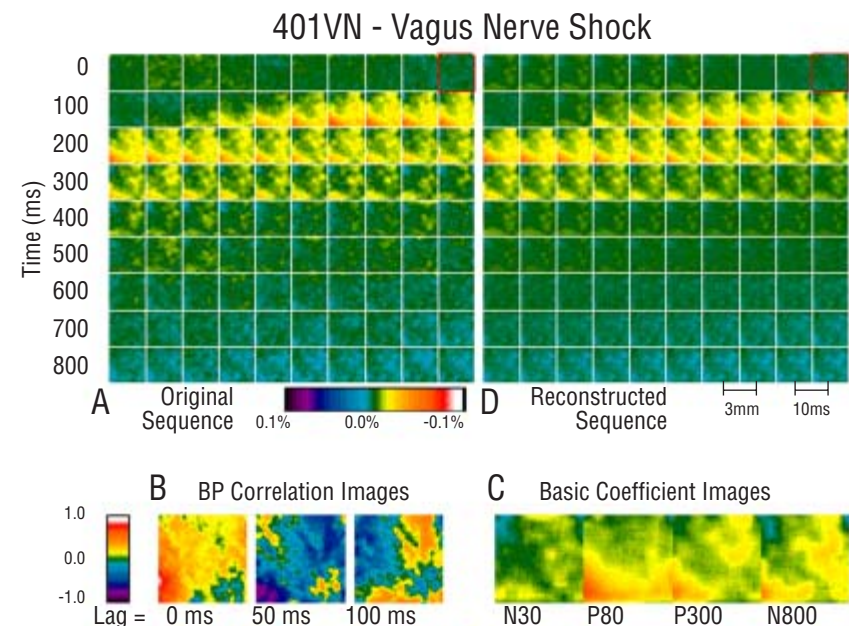 401VN - Vagus Nerve Shock
Time (ms)
0
100
200
300
400
500
600
700
800
A
Original
Sequence
0.1%
0.0%
-0.1%
D
Reconstructed
Sequence
3mm
10ms
B
BP Correlation Images
1.0
0.0
-1.0
Lag =
0 ms
50 ms
100 ms
C
Basic Coefficient Images
N30
P80
P300
N800